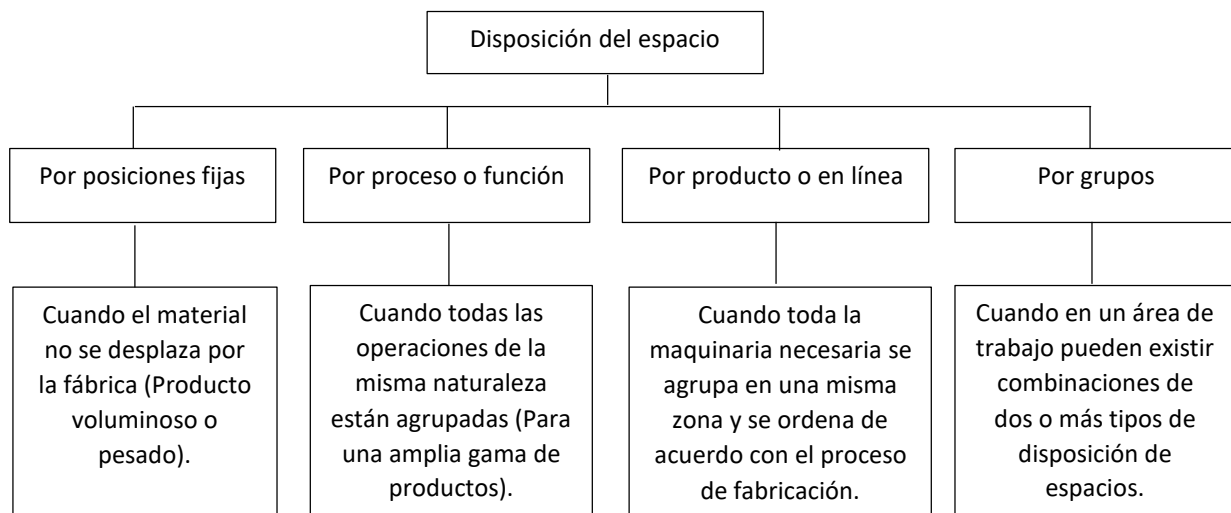 Disposición del espacio
Por posiciones fijas
Por proceso o función
Por producto o en línea
Por grupos
Cuando el material
no se desplaza por
la fábrica (Producto
voluminoso o
pesado).
Cuando todas las
operaciones de la
misma naturaleza
están agrupadas (Para
una amplia gama de
productos).
Cuando toda la
maquinaria necesaria se
agrupa en una misma
zona y se ordena de
acuerdo con el proceso
de fabricación.
Cuando en un área de
trabajo pueden existir
combinaciones de
dos o más tipos de
disposición de
espacios.